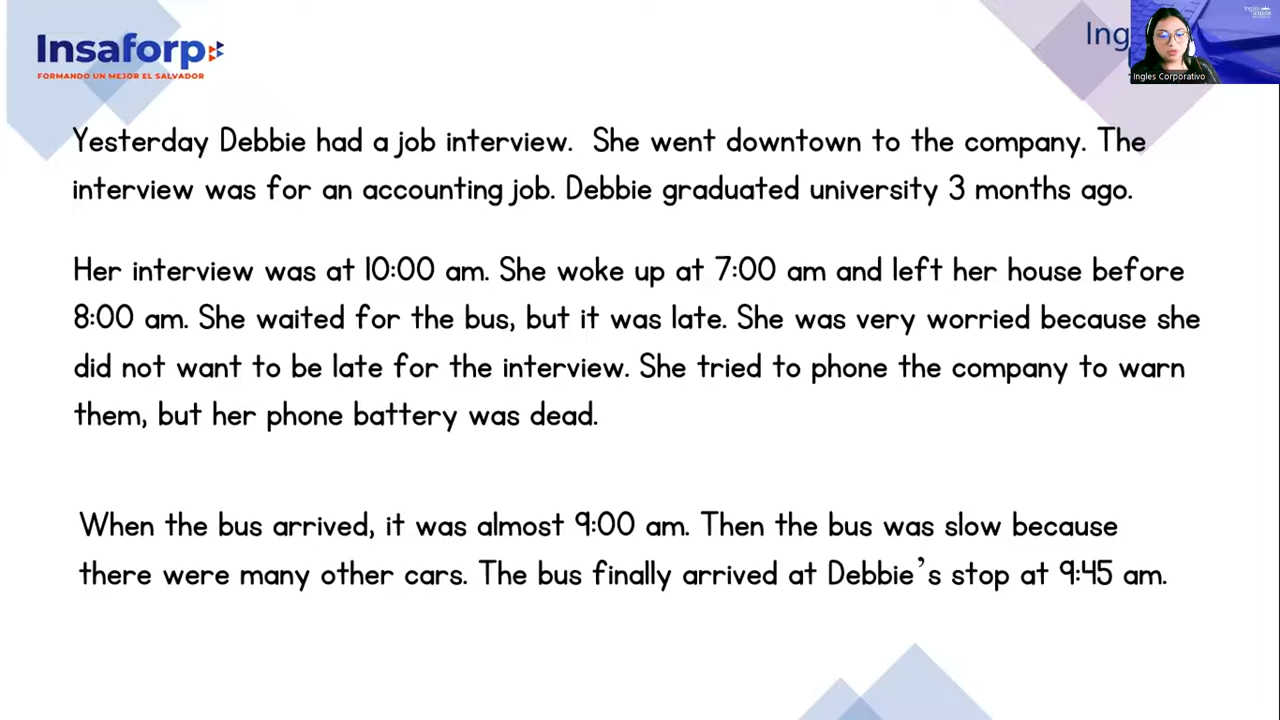 Insaforp
FORMANDO UN MEJOR EL SALVADOR
Ing
Ingles Corporativo
Yesterday Debbie had a job interview.  She went downtown to the company. The
interview was for an accounting job. Debbie graduated university 3 months ago.
Her interview was at 10:00 am. She woke up at 7:00 am and left her house before
8:00 am. She waited for the bus, but it was late. She was very worried because she
did not want to be late for the interview. She tried to phone the company to warn
them, but her phone battery was dead.
When the bus arrived, it was almost 9:00 am. Then the bus was slow because
there were many other cars. The bus finally arrived at Debbie’s stop at 9:45 am.